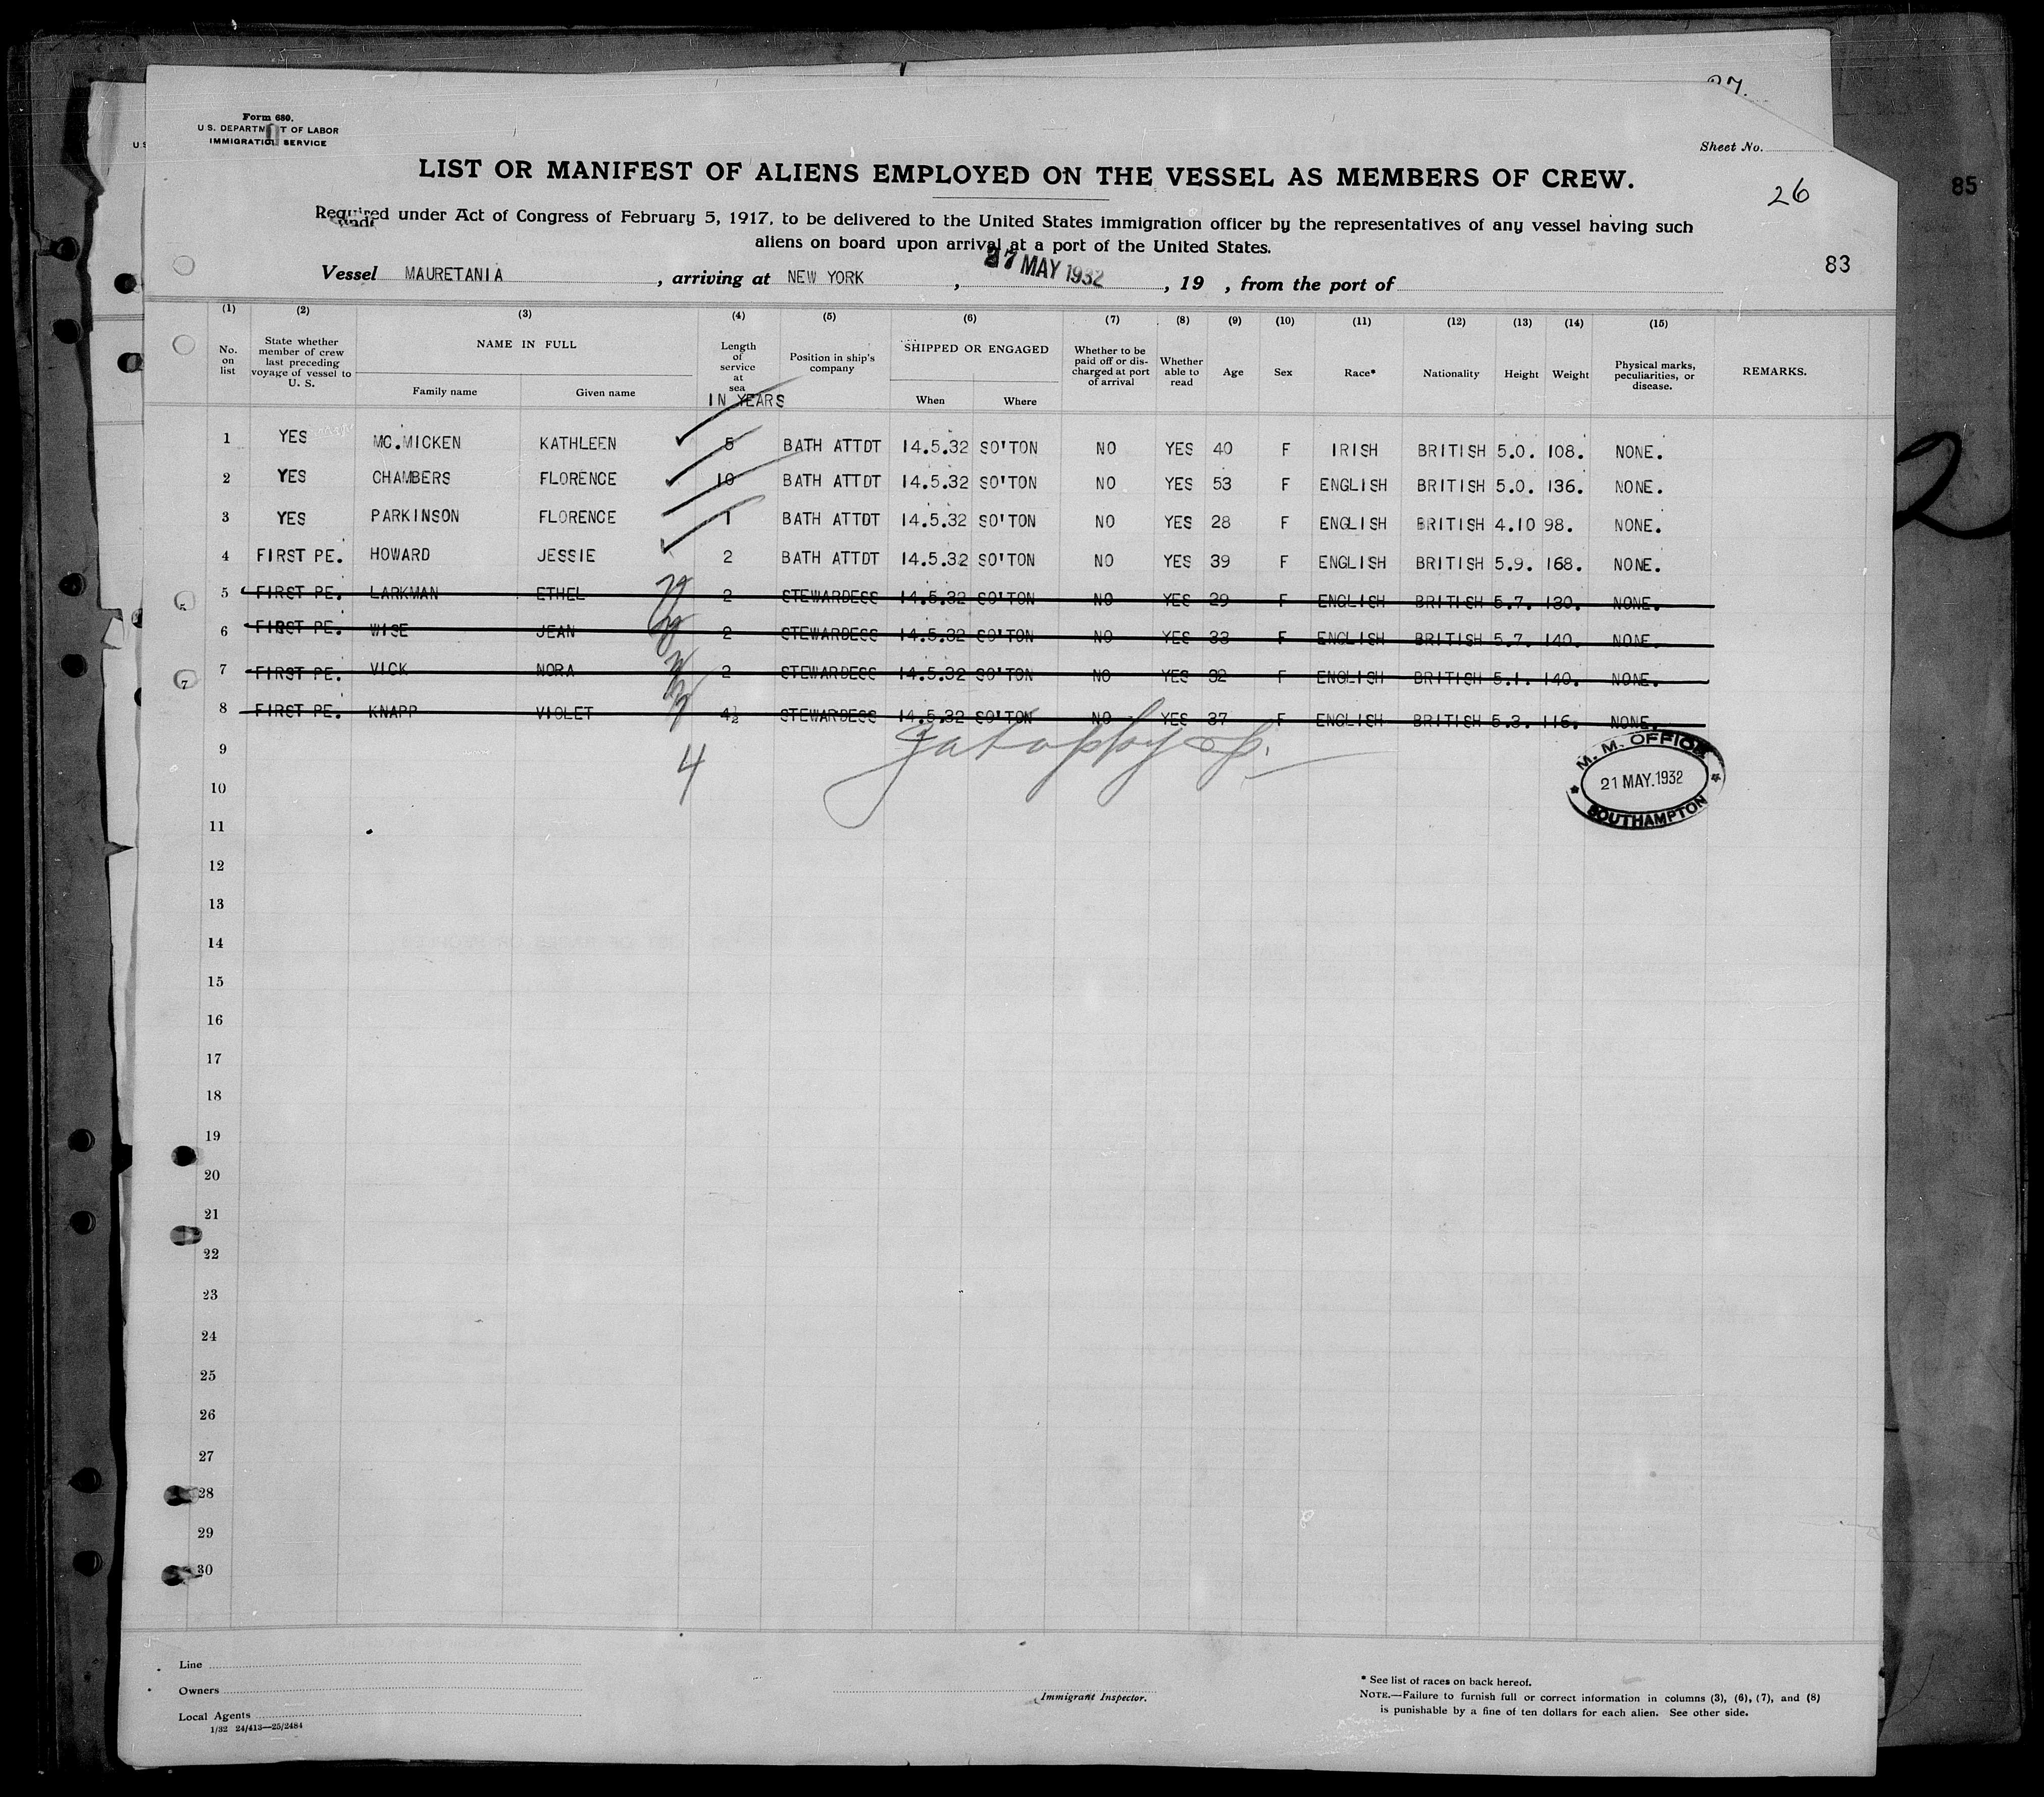 27.
Form 680.
U.S. DEPARTM T OF LABOR
IMMIGRATIO SERVICE
U.S
Sheet No.
LIST OR MANIFEST OF ALIENS EMPLOYED ON THE VESSEL AS MEMBERS OF CREW.
26
85
Required under Act of Congress of February 5, 1917, to be delivered to the United States immigration officer by the representatives of any vessel having such
aliens on board upon arrival at a port of the United States.
83
Vessel MAURETANIA , arriving at NEW YORK , 27 MAY 1932 , 19 , from the port of
(1) (2) (3) (4) (5) (6) (7) (8) (9) (10) (11) (12) (13) (14) (15)
No. on list State whether member of crew last preceding voyage of vessel to U. S. NAME IN FULL Family name Given name Length of service at sea IN YEARS Position in ship's company SHIPPED OR ENGAGED When Where Whether to be paid off or discharged at port of arrival Whether able to read Age Sex Race* Nationality Height Weight Physical marks, peculiarities, or disease. REMARKS.
1 YES MC.MICKEN KATHLEEN 5 BATH ATTDT 14.5.32 SO'TON NO YES 40 F IRISH BRITISH 5.0. 108. NONE.
2 YES CHAMBERS FLORENCE 10 BATH ATTDT 14.5.32 SO'TON NO YES 53 F ENGLISH BRITISH 5.0. 136. NONE.
2
3 YES PARKINSON FLORENCE 1 BATH ATTDT 14.5.32 SO'TON NO YES 28 F ENGLISH BRITISH 4.10 98. NONE.
4 FIRST PE. HOWARD JESSIE 2 BATH ATTDT 14.5.32 SO'TON NO YES 39 F ENGLISH BRITISH 5.9. 168. NONE.
5 FIRST PE. LARKMAN ETHEL 2 STEWARDESS 14.5.32 SO'TON NO YES 29 F ENGLISH BRITISH 5.7. 130. NONE.
6 FIRST PE. WISE JEAN 2 STEWARDESS 14.5.32 SO'TON NO YES 33 F ENGLISH BRITISH 5.7. 140. NONE.
7 FIRST PE. VICK NORA 2 STEWARDESS 14.5.32 SO'TON NO YES 32 F ENGLISH BRITISH 5.1. 140. NONE.
8 FIRST PE. KNAPP VIOLET 4½ STEWARDESS 14.5.32 SO'TON NO YES 37 F ENGLISH BRITISH 5.3. 116. NONE.
9
4
M. M. OFFICE
21 MAY.1932
SOUTHAMPTON
10
11
12
13
14
15
16
17
18
19
20
21
22
23
24
25
26
27
28
29
30
Line
Owners
Local Agents
1/32 24/413—25/2484
Immigrant Inspector.
* See list of races on back hereof.
NOTE.—Failure to furnish full or correct information in columns (3), (6), (7), and (8)
is punishable by a fine of ten dollars for each alien. See other side.